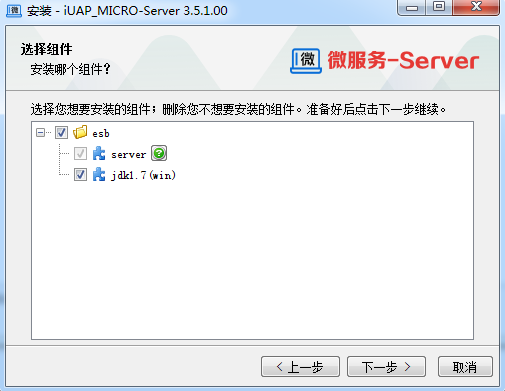 安装 - iUAP_MICRO-Server 3.5.1.00
选择组件
安装哪个组件?
微 微服务-Server
选择您想要安装的组件；删除您不想要安装的组件。准备好后点击下一步继续。
esb
server ?
jdk1.7(win)
上一步 下一步 取消